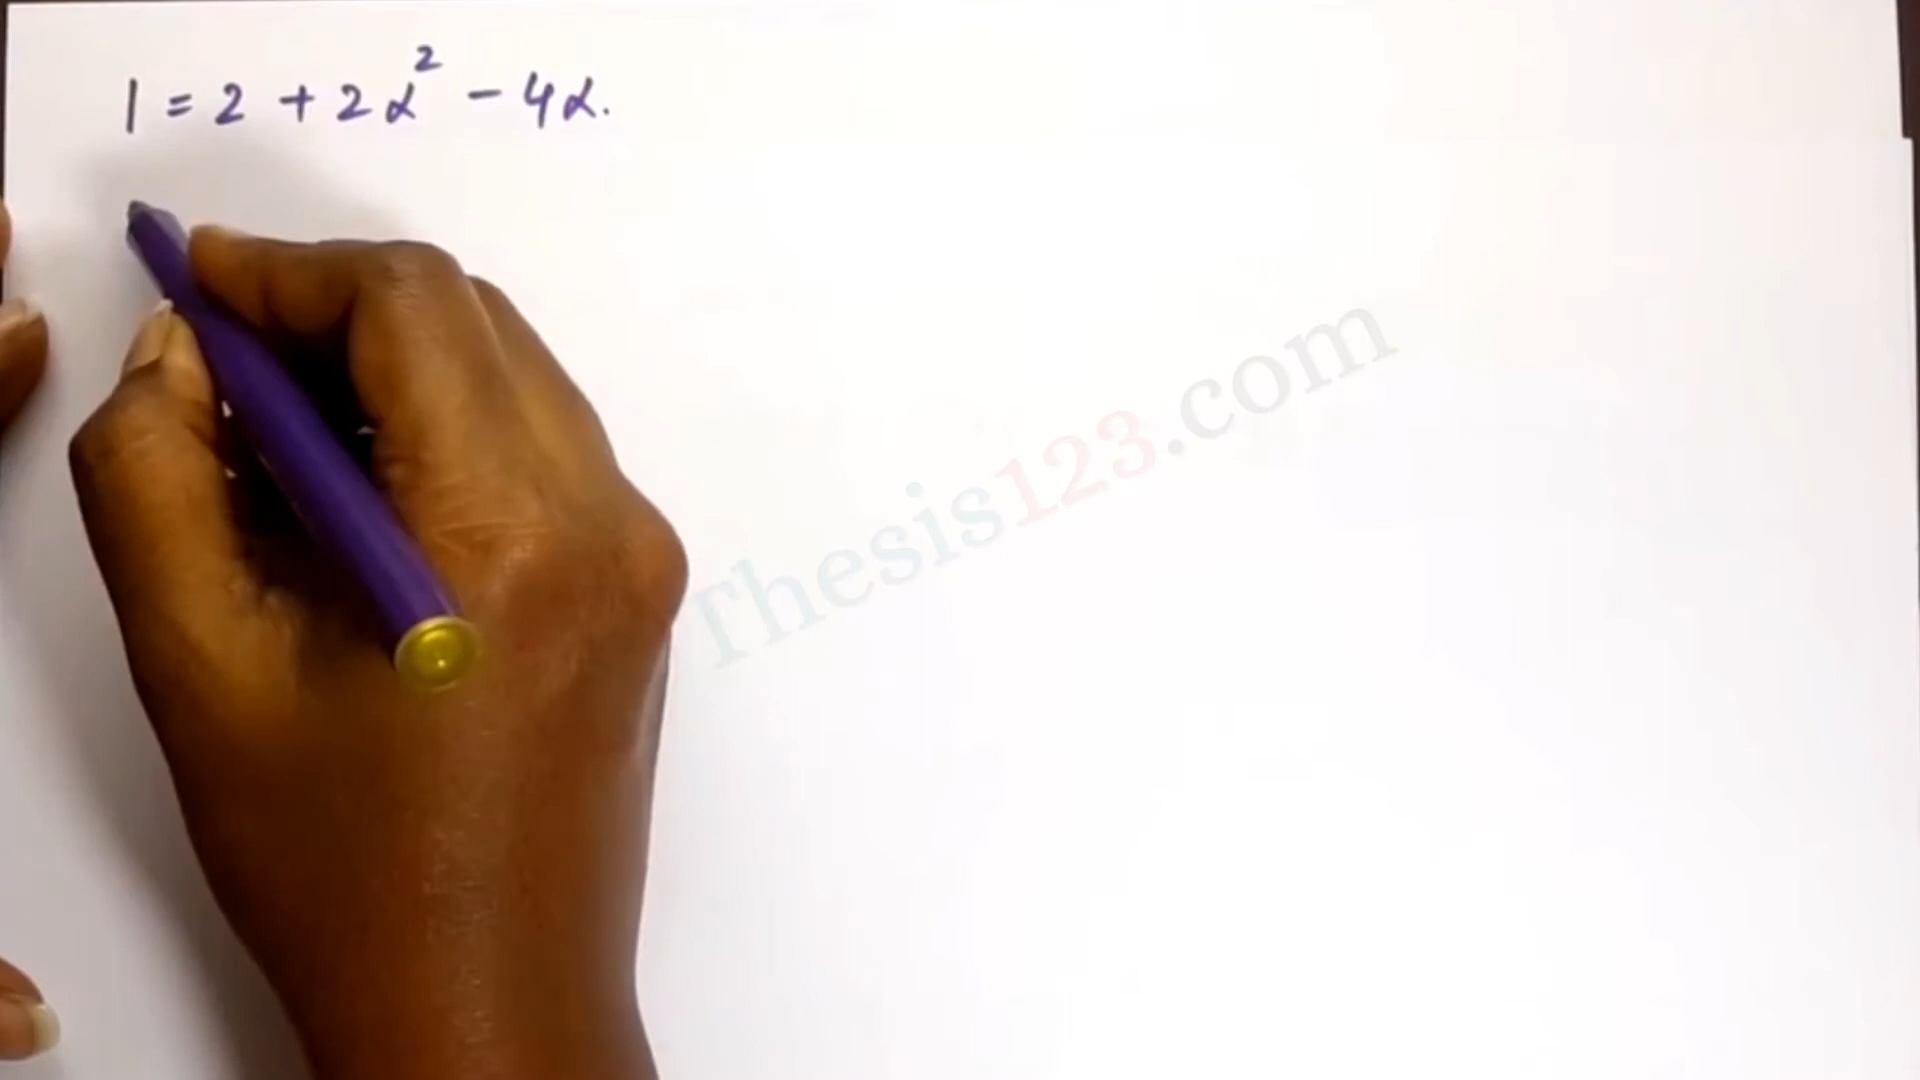 1 = 2 + 2α² - 4α.
Thesis123.com